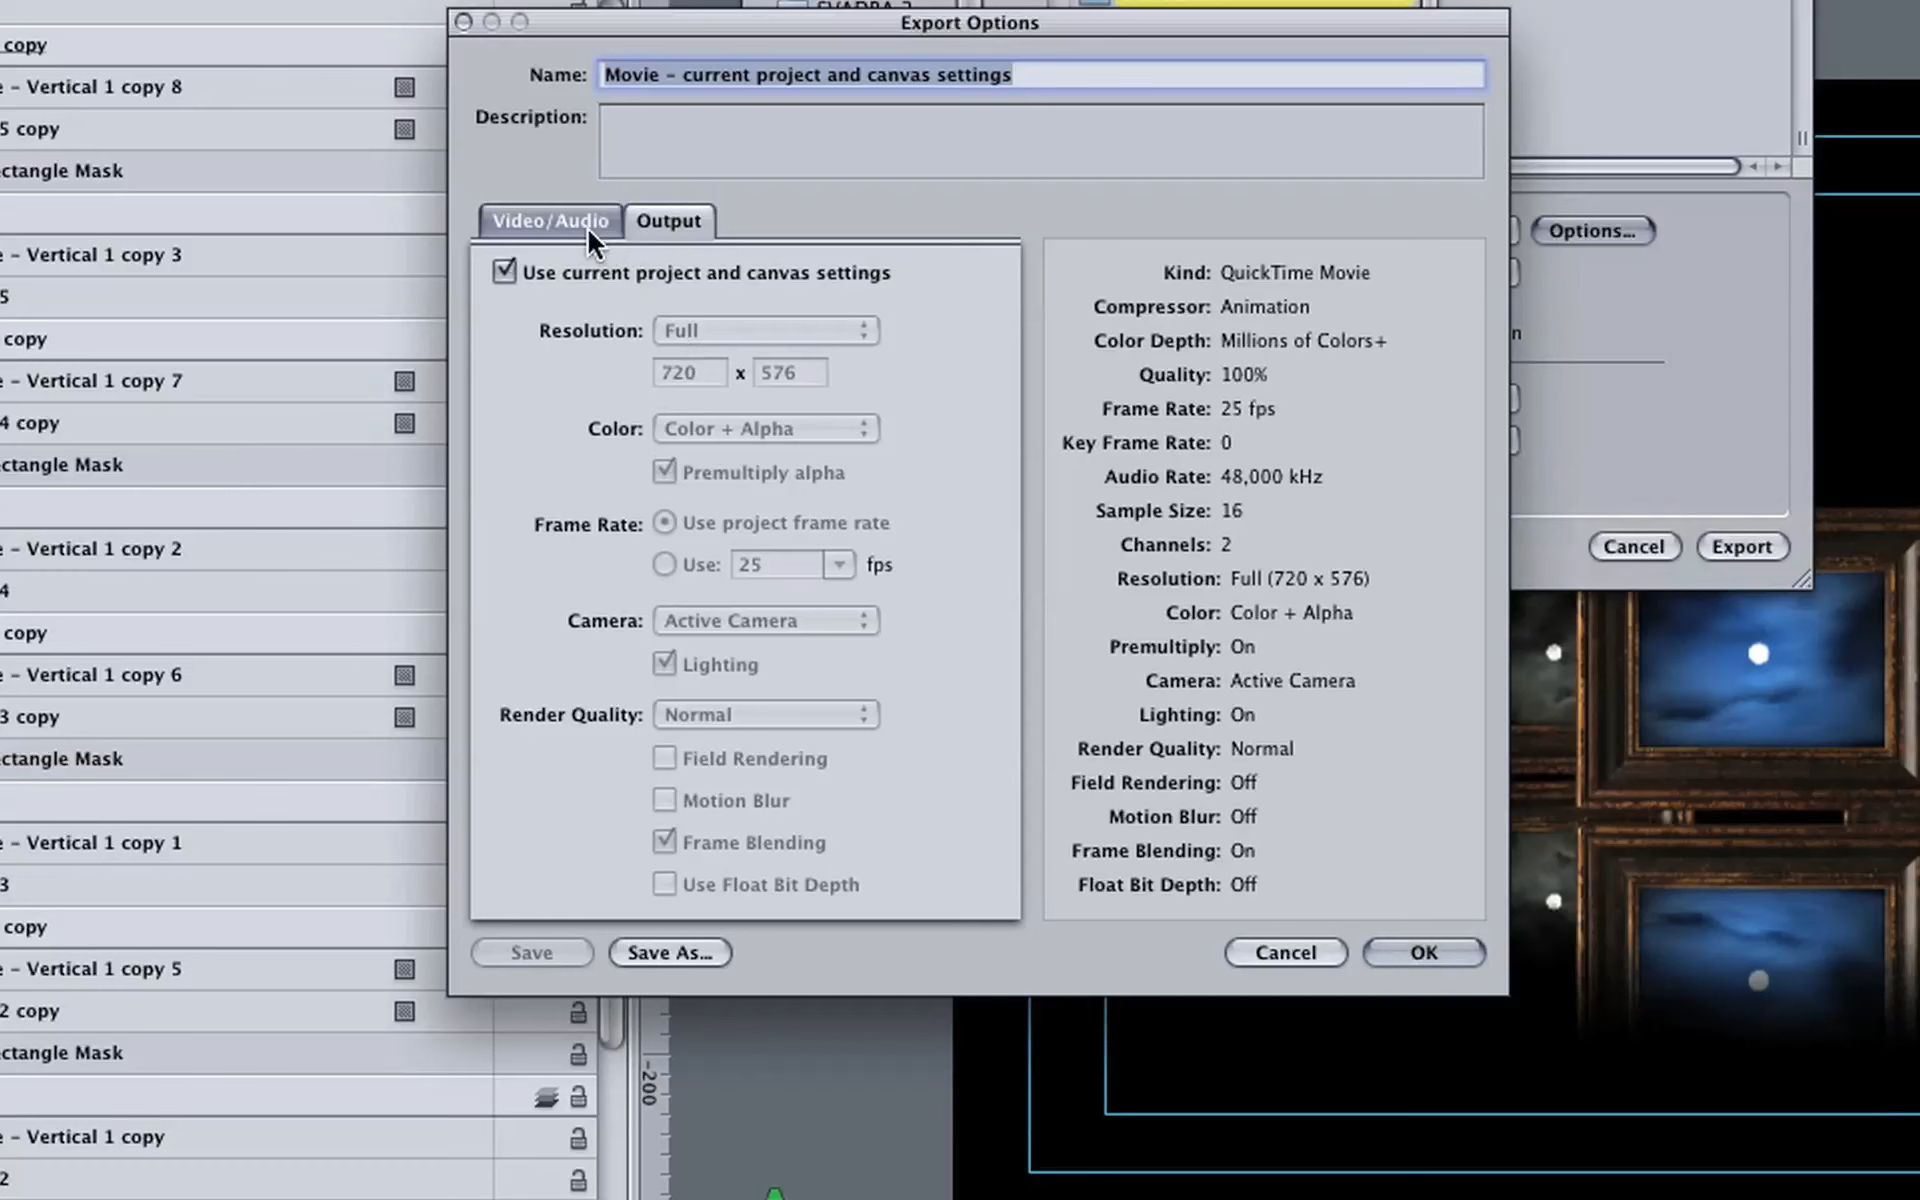 Export Options
Name: Movie – current project and canvas settings
Description:
Video/Audio Output
Use current project and canvas settings
Resolution: Full
720 x 576
Color: Color + Alpha
Premultiply alpha
Frame Rate: Use project frame rate
Use: 25 fps
Camera: Active Camera
Lighting
Render Quality: Normal
Field Rendering
Motion Blur
Frame Blending
Use Float Bit Depth
Save Save As... Cancel OK
Kind: QuickTime Movie
Compressor: Animation
Color Depth: Millions of Colors+
Quality: 100%
Frame Rate: 25 fps
Key Frame Rate: 0
Audio Rate: 48,000 kHz
Sample Size: 16
Channels: 2
Resolution: Full (720 x 576)
Color: Color + Alpha
Premultiply: On
Camera: Active Camera
Lighting: On
Render Quality: Normal
Field Rendering: Off
Motion Blur: Off
Frame Blending: On
Float Bit Depth: Off
Options...
n
Cancel Export
copy
e – Vertical 1 copy 8
5 copy
ctangle Mask
e – Vertical 1 copy 3
5
copy
e – Vertical 1 copy 7
4 copy
ctangle Mask
e – Vertical 1 copy 2
4
copy
e – Vertical 1 copy 6
3 copy
ctangle Mask
e – Vertical 1 copy 1
3
copy
e – Vertical 1 copy 5
2 copy
ctangle Mask
e – Vertical 1 copy
2
-200